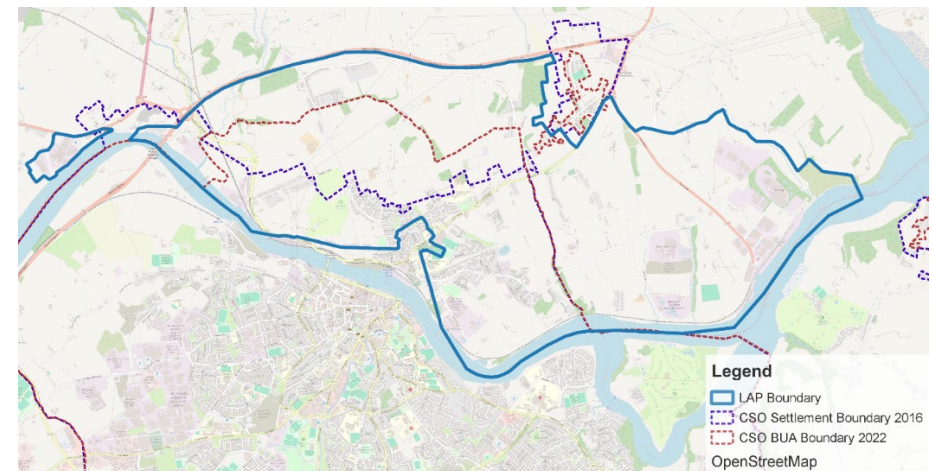 Legend
LAP Boundary
CSO Settlement Boundary 2016
CSO BUA Boundary 2022
OpenStreetMap